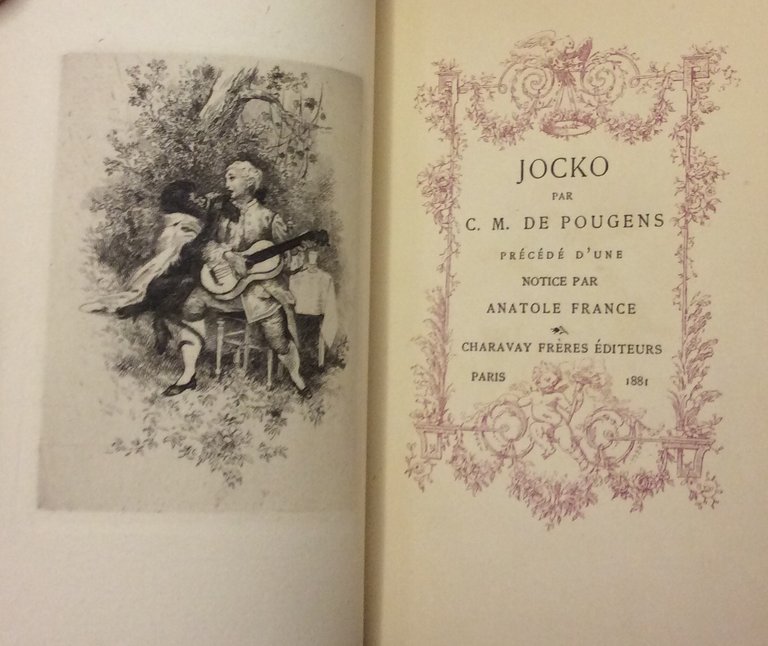 JOCKO
PAR
C. M. DE POUGENS
PRÉCÉDÉ D'UNE
NOTICE PAR
ANATOLE FRANCE
CHARAVAY FRÈRES ÉDITEURS
PARIS 1881